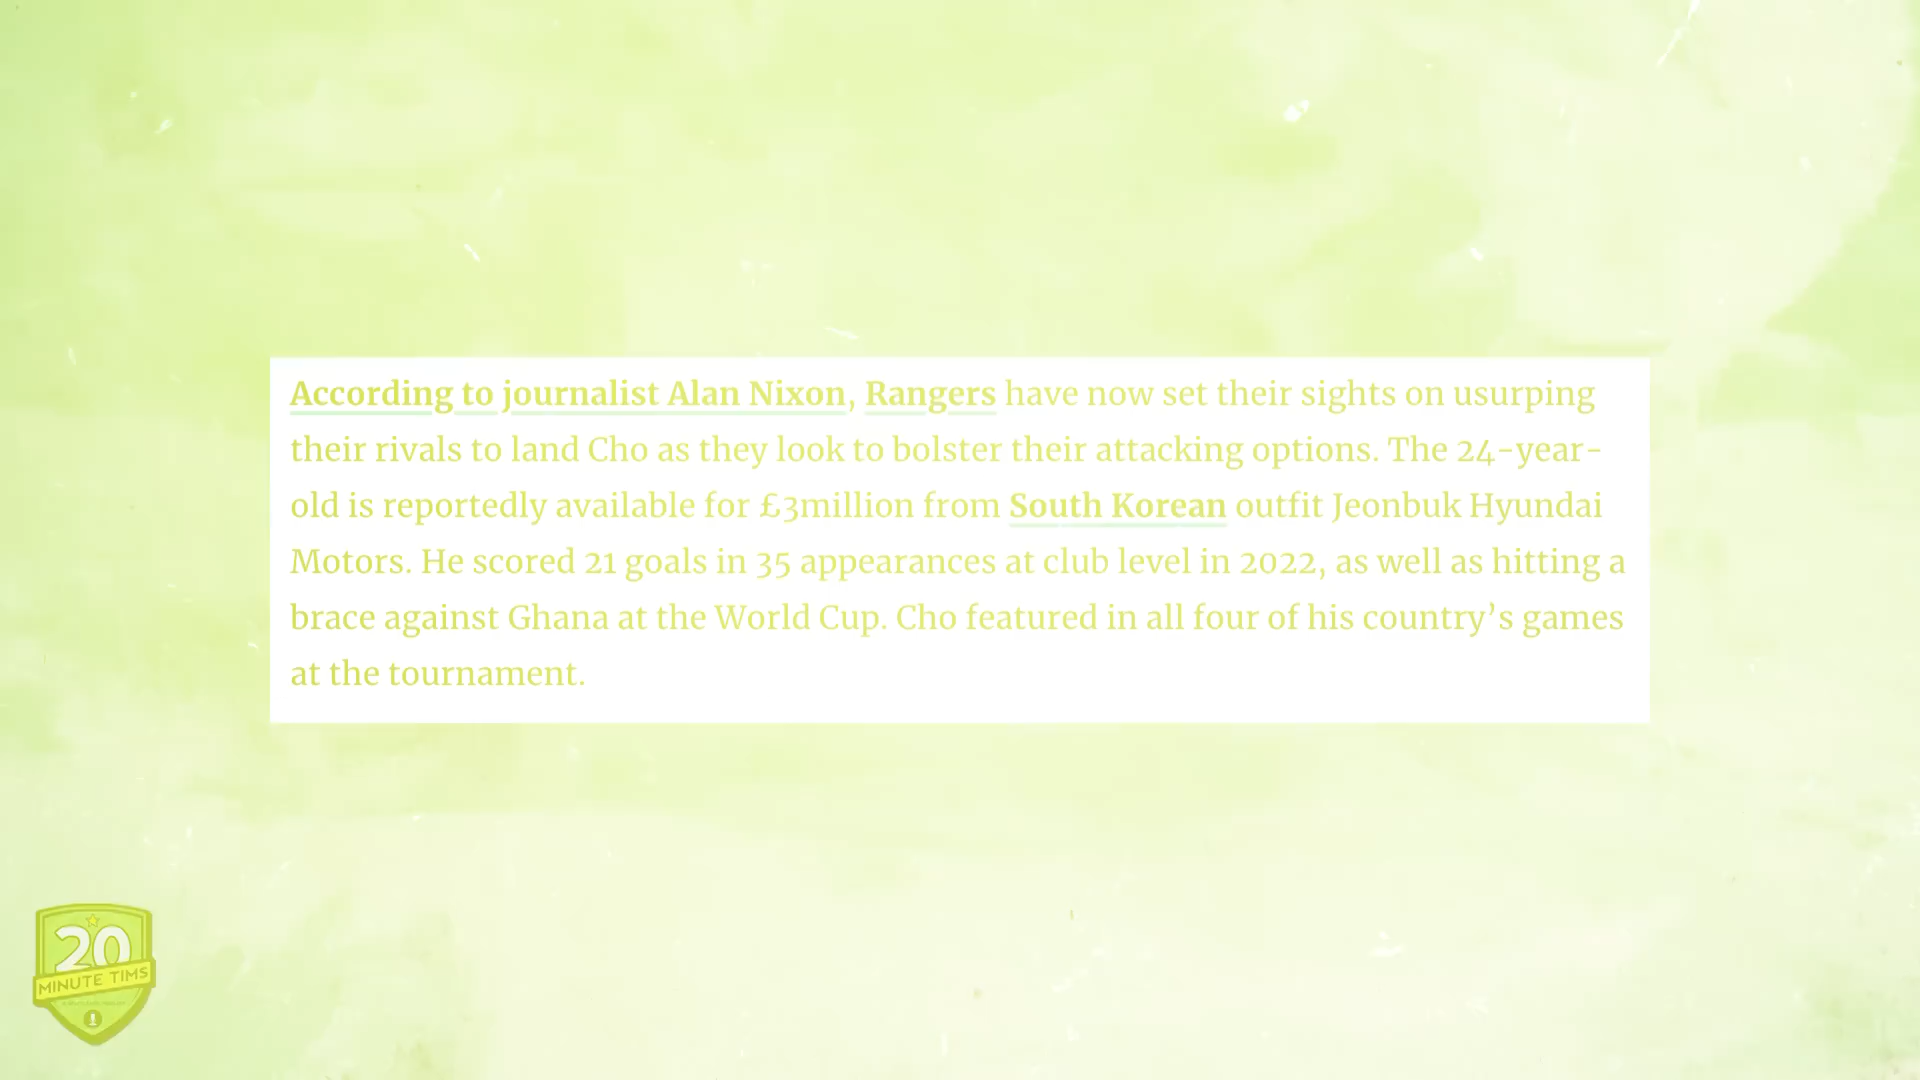 According to journalist Alan Nixon, Rangers have now set their sights on usurping
their rivals to land Cho as they look to bolster their attacking options. The 24-year-
old is reportedly available for £3million from South Korean outfit Jeonbuk Hyundai
Motors. He scored 21 goals in 35 appearances at club level in 2022, as well as hitting a
brace against Ghana at the World Cup. Cho featured in all four of his country’s games
at the tournament.
20
MINUTE TIMS